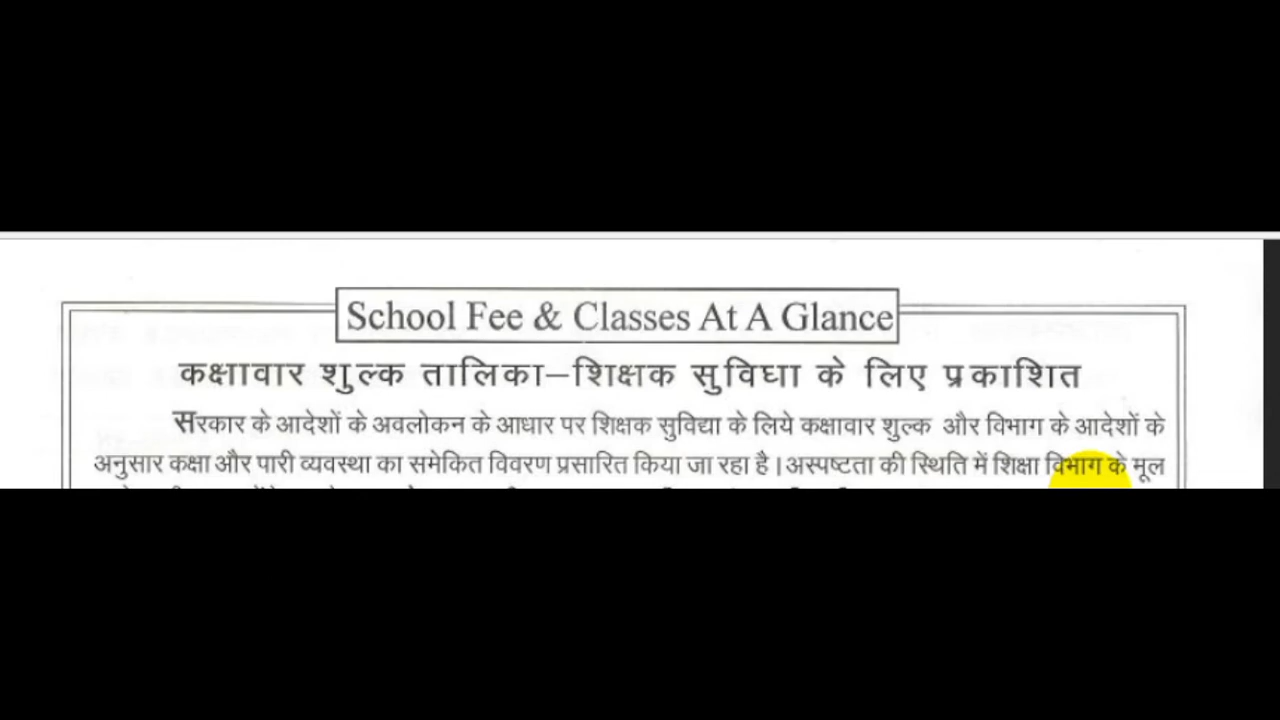 School Fee & Classes At A Glance
कक्षावार शुल्क तालिका–शिक्षक सुविधा के लिए प्रकाशित
सरकार के आदेशों के अवलोकन के आधार पर शिक्षक सुविद्या के लिये कक्षावार शुल्क और विभाग के आदेशों के
अनुसार कक्षा और पारी व्यवस्था का समेकित विवरण प्रसारित किया जा रहा है । अस्पष्टता की स्थिति में शिक्षा विभाग के मूल